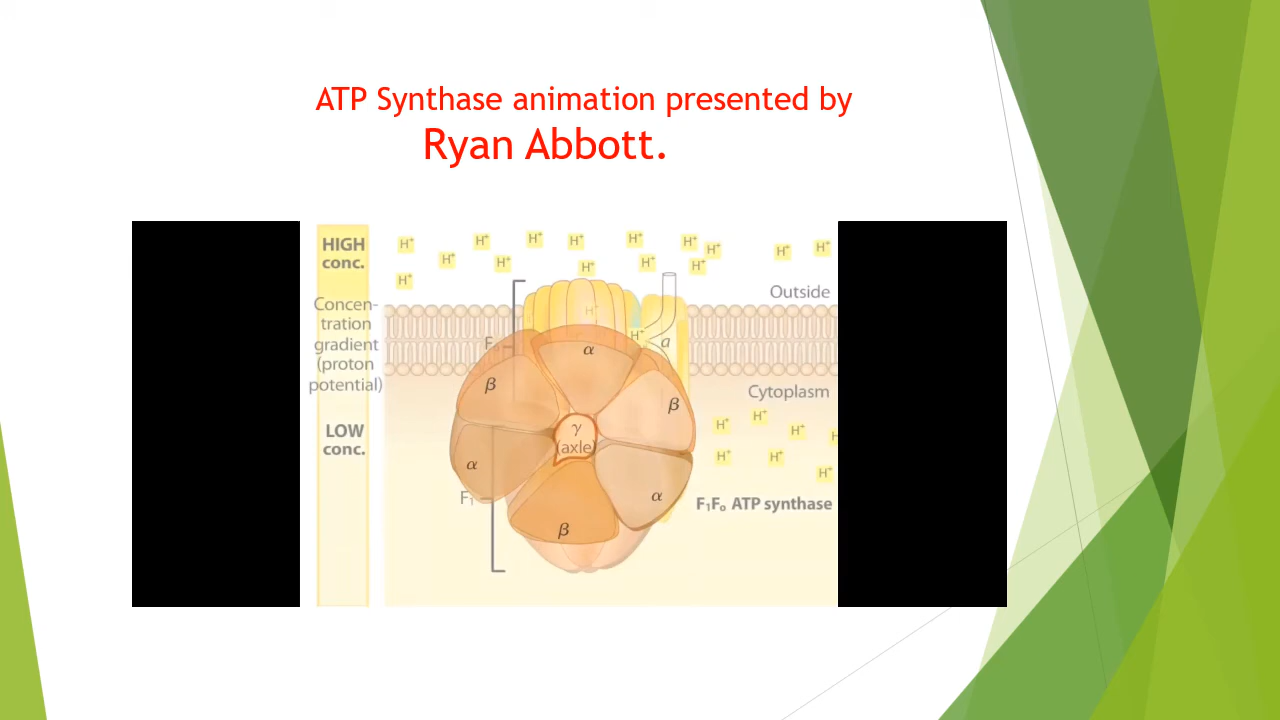 ATP Synthase animation presented by
Ryan Abbott.
HIGH
conc.
H⁺ H⁺ H⁺ H⁺ H⁺ H⁺ H⁺ H⁺ H⁺
H⁺ H⁺ H⁺ H⁺ H⁺
H⁺
Outside
Concen-
tration
gradient
(proton
potential)
H⁺
H⁺
a
F₀
α
β
β
Cytoplasm
H⁺ H⁺ H⁺
γ
(axle)
LOW
conc.
H⁺ H⁺ H⁺
α
α
F₁
F₁F₀ ATP synthase
β